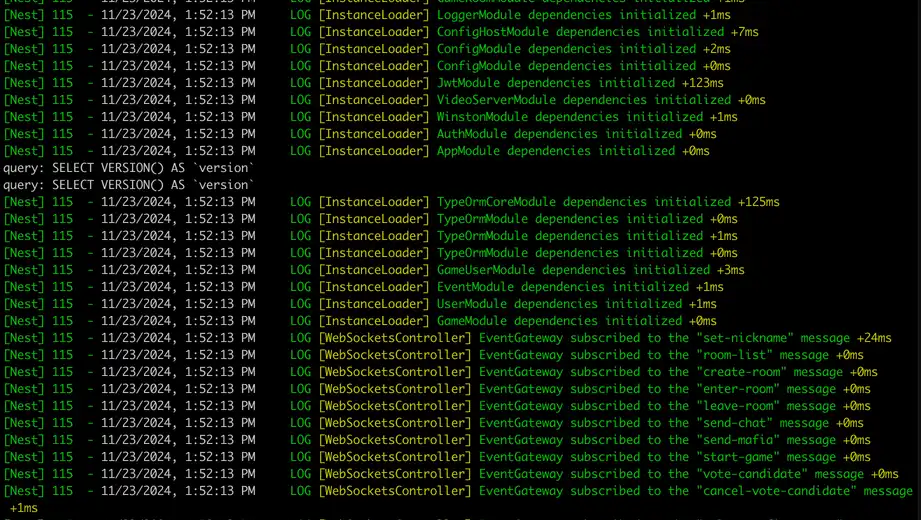 LOG [InstanceLoader] GameRoomModule dependencies initialized +1ms
[Nest] 115  - 11/23/2024, 1:52:13 PM     LOG [InstanceLoader] LoggerModule dependencies initialized +1ms
[Nest] 115  - 11/23/2024, 1:52:13 PM     LOG [InstanceLoader] ConfigHostModule dependencies initialized +7ms
[Nest] 115  - 11/23/2024, 1:52:13 PM     LOG [InstanceLoader] ConfigModule dependencies initialized +2ms
[Nest] 115  - 11/23/2024, 1:52:13 PM     LOG [InstanceLoader] ConfigModule dependencies initialized +0ms
[Nest] 115  - 11/23/2024, 1:52:13 PM     LOG [InstanceLoader] JwtModule dependencies initialized +123ms
[Nest] 115  - 11/23/2024, 1:52:13 PM     LOG [InstanceLoader] VideoServerModule dependencies initialized +0ms
[Nest] 115  - 11/23/2024, 1:52:13 PM     LOG [InstanceLoader] WinstonModule dependencies initialized +1ms
[Nest] 115  - 11/23/2024, 1:52:13 PM     LOG [InstanceLoader] AuthModule dependencies initialized +0ms
[Nest] 115  - 11/23/2024, 1:52:13 PM     LOG [InstanceLoader] AppModule dependencies initialized +0ms
query: SELECT VERSION() AS `version`
query: SELECT VERSION() AS `version`
[Nest] 115  - 11/23/2024, 1:52:13 PM     LOG [InstanceLoader] TypeOrmCoreModule dependencies initialized +125ms
[Nest] 115  - 11/23/2024, 1:52:13 PM     LOG [InstanceLoader] TypeOrmModule dependencies initialized +0ms
[Nest] 115  - 11/23/2024, 1:52:13 PM     LOG [InstanceLoader] TypeOrmModule dependencies initialized +1ms
[Nest] 115  - 11/23/2024, 1:52:13 PM     LOG [InstanceLoader] TypeOrmModule dependencies initialized +0ms
[Nest] 115  - 11/23/2024, 1:52:13 PM     LOG [InstanceLoader] GameUserModule dependencies initialized +3ms
[Nest] 115  - 11/23/2024, 1:52:13 PM     LOG [InstanceLoader] EventModule dependencies initialized +1ms
[Nest] 115  - 11/23/2024, 1:52:13 PM     LOG [InstanceLoader] UserModule dependencies initialized +1ms
[Nest] 115  - 11/23/2024, 1:52:13 PM     LOG [InstanceLoader] GameModule dependencies initialized +0ms
[Nest] 115  - 11/23/2024, 1:52:13 PM     LOG [WebSocketsController] EventGateway subscribed to the "set-nickname" message +24ms
[Nest] 115  - 11/23/2024, 1:52:13 PM     LOG [WebSocketsController] EventGateway subscribed to the "room-list" message +0ms
[Nest] 115  - 11/23/2024, 1:52:13 PM     LOG [WebSocketsController] EventGateway subscribed to the "create-room" message +0ms
[Nest] 115  - 11/23/2024, 1:52:13 PM     LOG [WebSocketsController] EventGateway subscribed to the "enter-room" message +0ms
[Nest] 115  - 11/23/2024, 1:52:13 PM     LOG [WebSocketsController] EventGateway subscribed to the "leave-room" message +0ms
[Nest] 115  - 11/23/2024, 1:52:13 PM     LOG [WebSocketsController] EventGateway subscribed to the "send-chat" message +0ms
[Nest] 115  - 11/23/2024, 1:52:13 PM     LOG [WebSocketsController] EventGateway subscribed to the "send-mafia" message +0ms
[Nest] 115  - 11/23/2024, 1:52:13 PM     LOG [WebSocketsController] EventGateway subscribed to the "start-game" message +0ms
[Nest] 115  - 11/23/2024, 1:52:13 PM     LOG [WebSocketsController] EventGateway subscribed to the "vote-candidate" message +0ms
[Nest] 115  - 11/23/2024, 1:52:13 PM     LOG [WebSocketsController] EventGateway subscribed to the "cancel-vote-candidate" message
+1ms